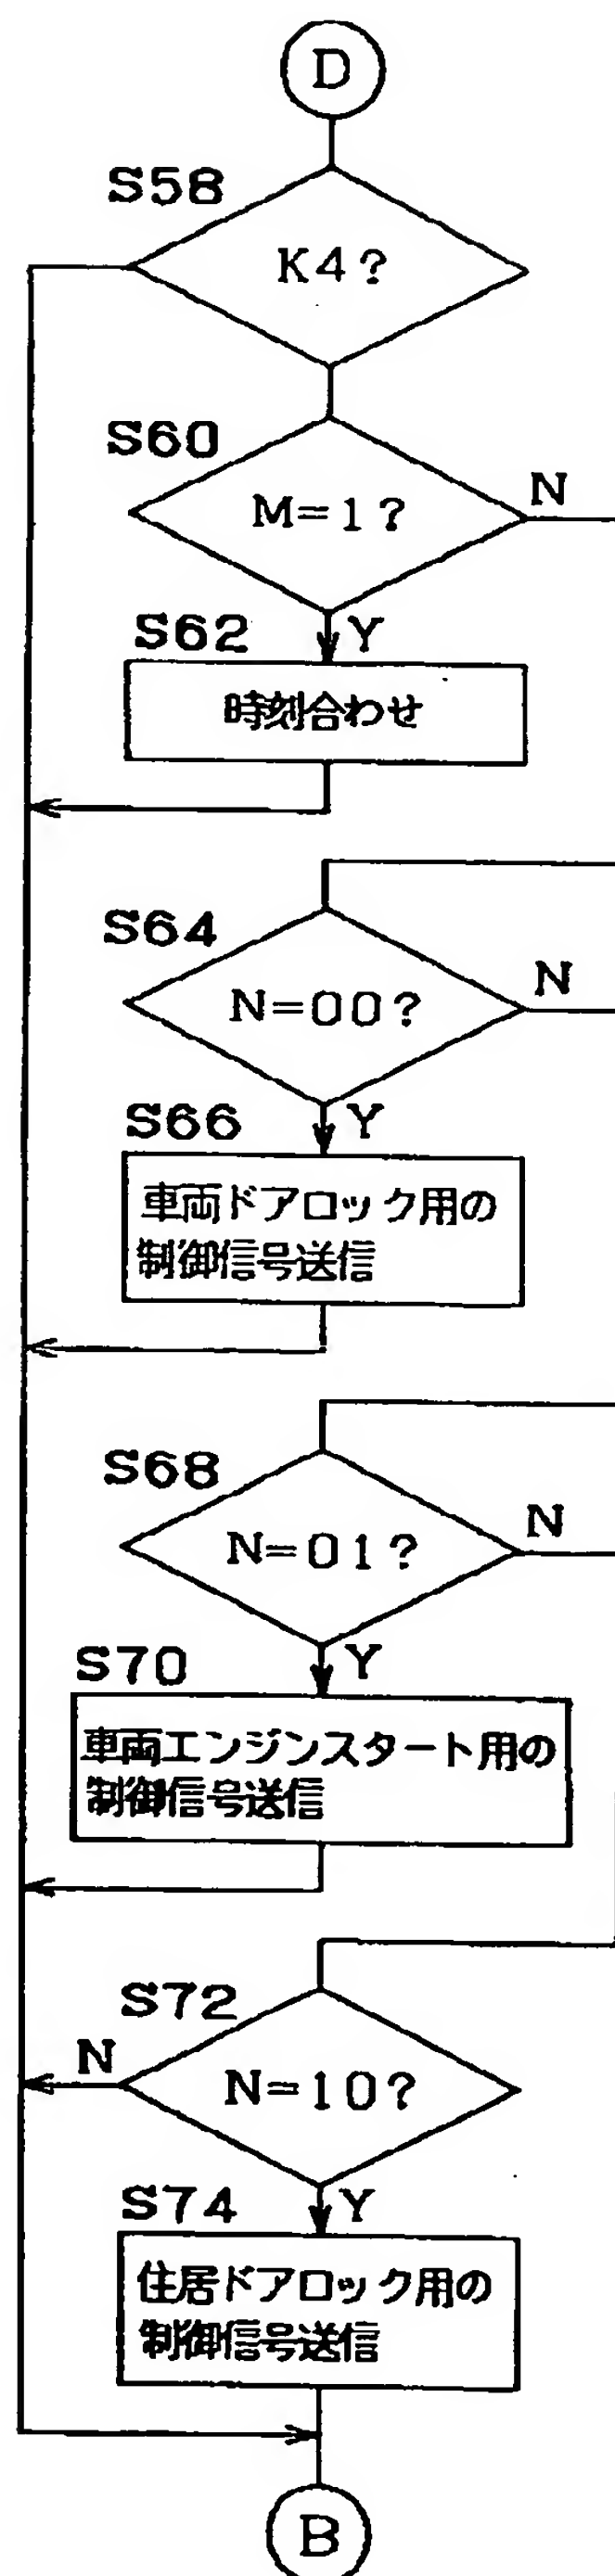 D
S58
K4?
S60
M=1?
N
S62
Y
時刻合わせ
S64
N=00?
N
S66
Y
車両ドアロック用の
制御信号送信
S68
N=01?
N
S70
Y
車両エンジンスタート用の
制御信号送信
S72
N
N=10?
S74
Y
住居ドアロック用の
制御信号送信
B